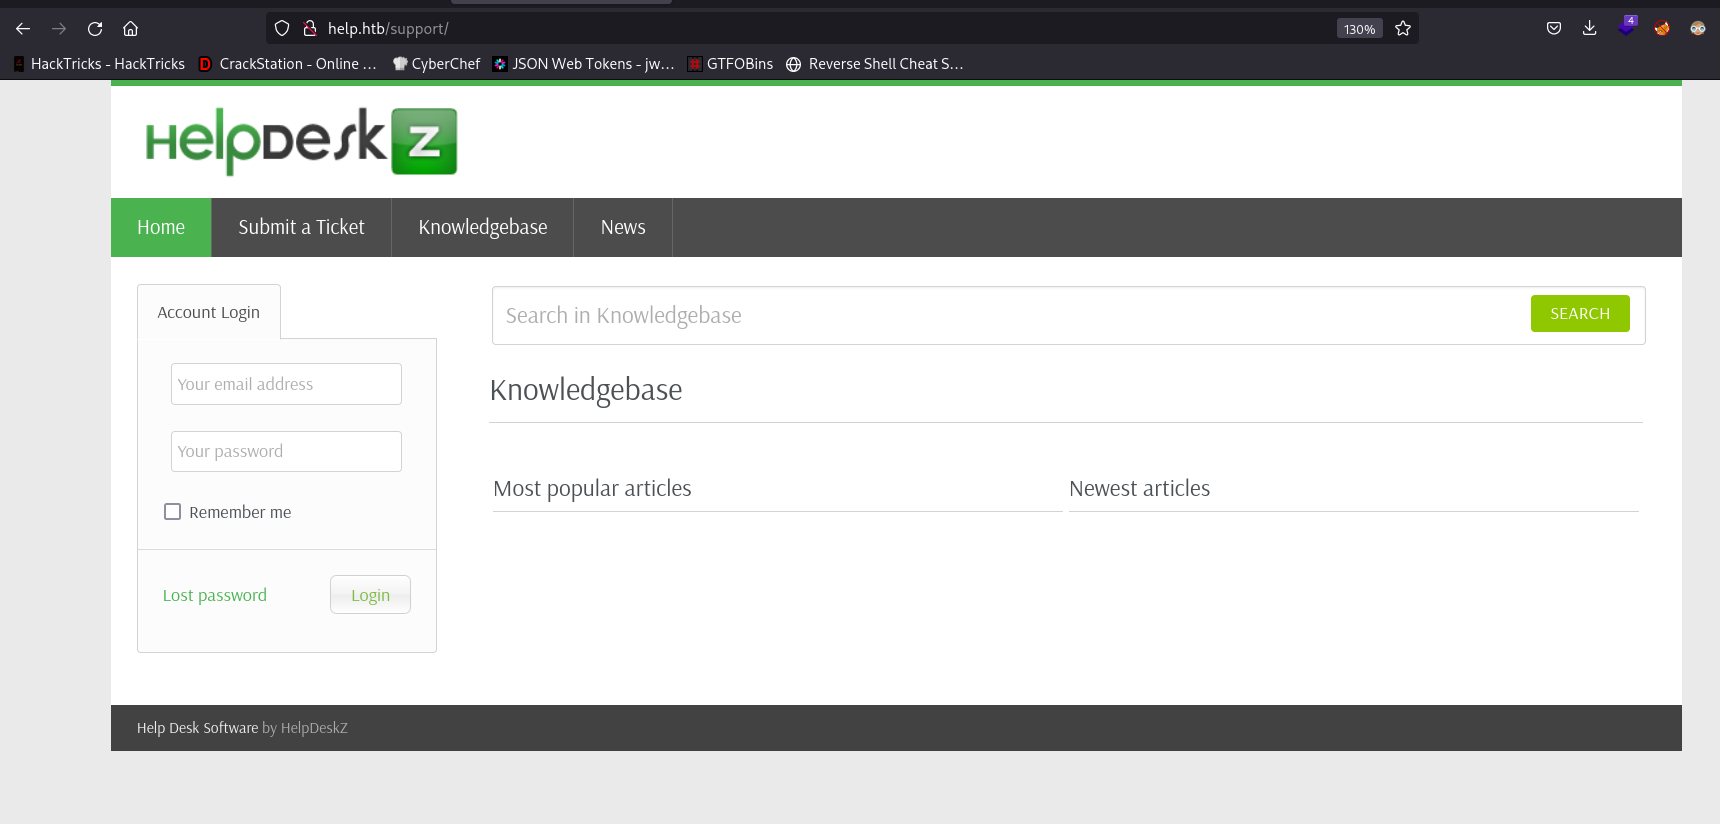 help.htb/support/
130%
4
HackTricks - HackTricks
D
CrackStation - Online ...
CyberChef
JSON Web Tokens - jw...
GTFOBins
Reverse Shell Cheat S...
HelpDesk Z
Home
Submit a Ticket
Knowledgebase
News
Account Login
Your email address
Your password
Remember me
Lost password
Login
Search in Knowledgebase
SEARCH
Knowledgebase
Most popular articles
Newest articles
Help Desk Software by HelpDeskZ